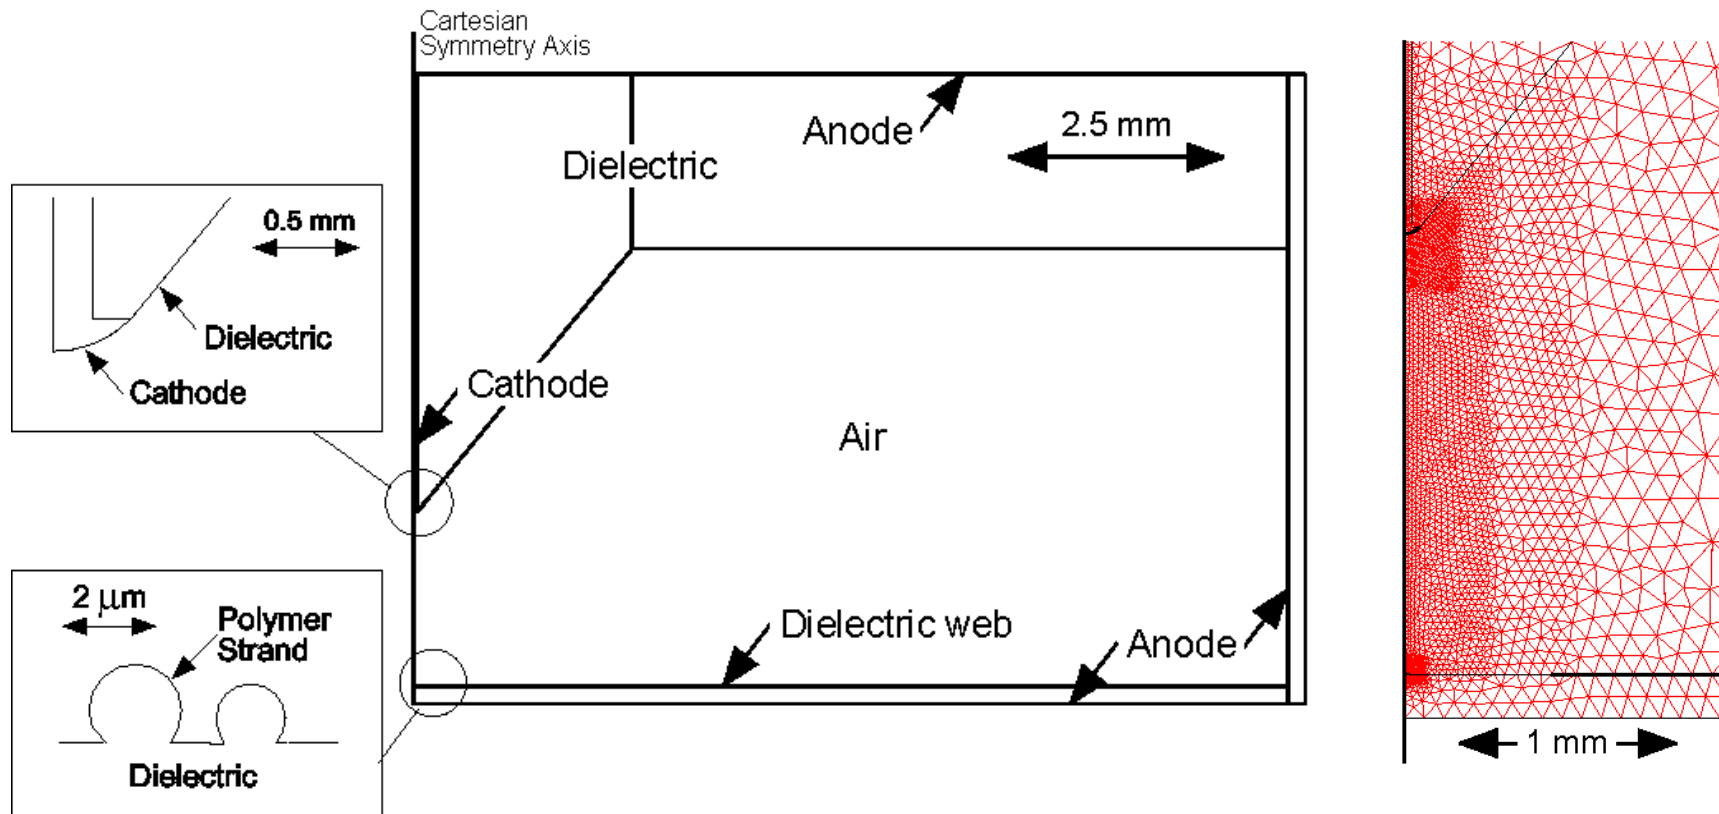 Cartesian
Symmetry Axis
Anode
2.5 mm
Dielectric
0.5 mm
Dielectric
Cathode
Cathode
Air
2 μm
Polymer
Strand
Dielectric
Dielectric web
Anode
1 mm